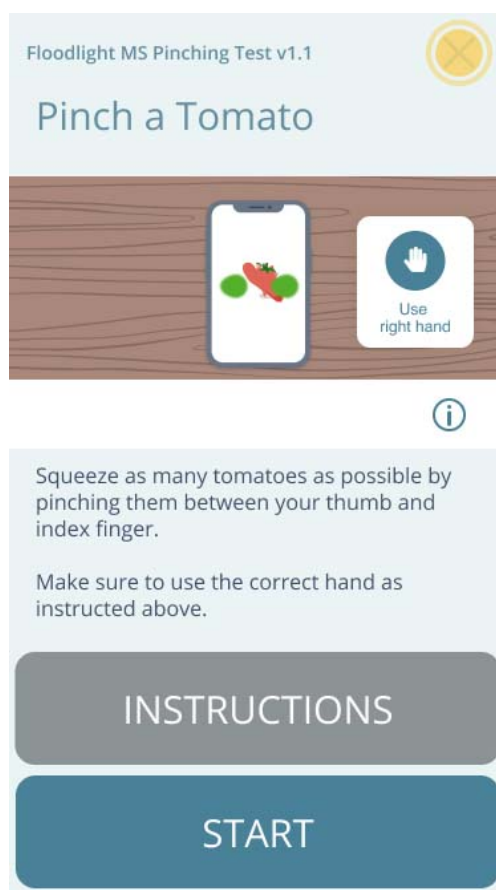 Floodlight MS Pinching Test v1.1
Pinch a Tomato
Use
right hand
Squeeze as many tomatoes as possible by
pinching them between your thumb and
index finger.
Make sure to use the correct hand as
instructed above.
INSTRUCTIONS
START